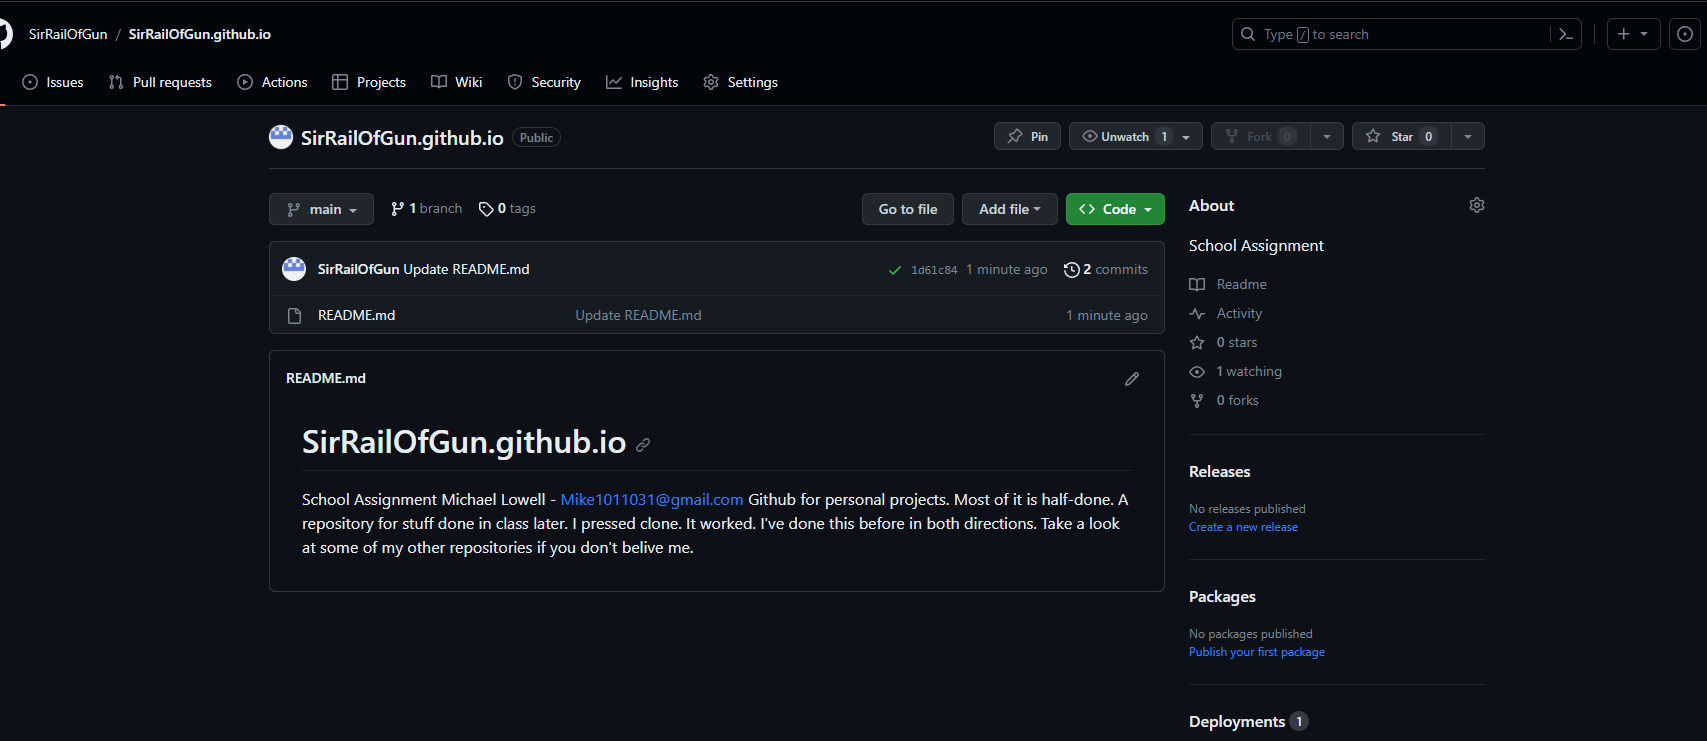 SirRailOfGun / SirRailOfGun.github.io
Type / to search
Issues Pull requests Actions Projects Wiki Security Insights Settings
SirRailOfGun.github.io Public
Pin Unwatch 1 Fork 0 Star 0
main 1 branch 0 tags Go to file Add file Code
SirRailOfGun Update README.md 1d61c84 1 minute ago 2 commits
README.md Update README.md 1 minute ago
README.md
SirRailOfGun.github.io
School Assignment Michael Lowell - Mike1011031@gmail.com Github for personal projects. Most of it is half-done. A
repository for stuff done in class later. I pressed clone. It worked. I've done this before in both directions. Take a look
at some of my other repositories if you don't belive me.
About
School Assignment
Readme
Activity
0 stars
1 watching
0 forks
Releases
No releases published
Create a new release
Packages
No packages published
Publish your first package
Deployments 1